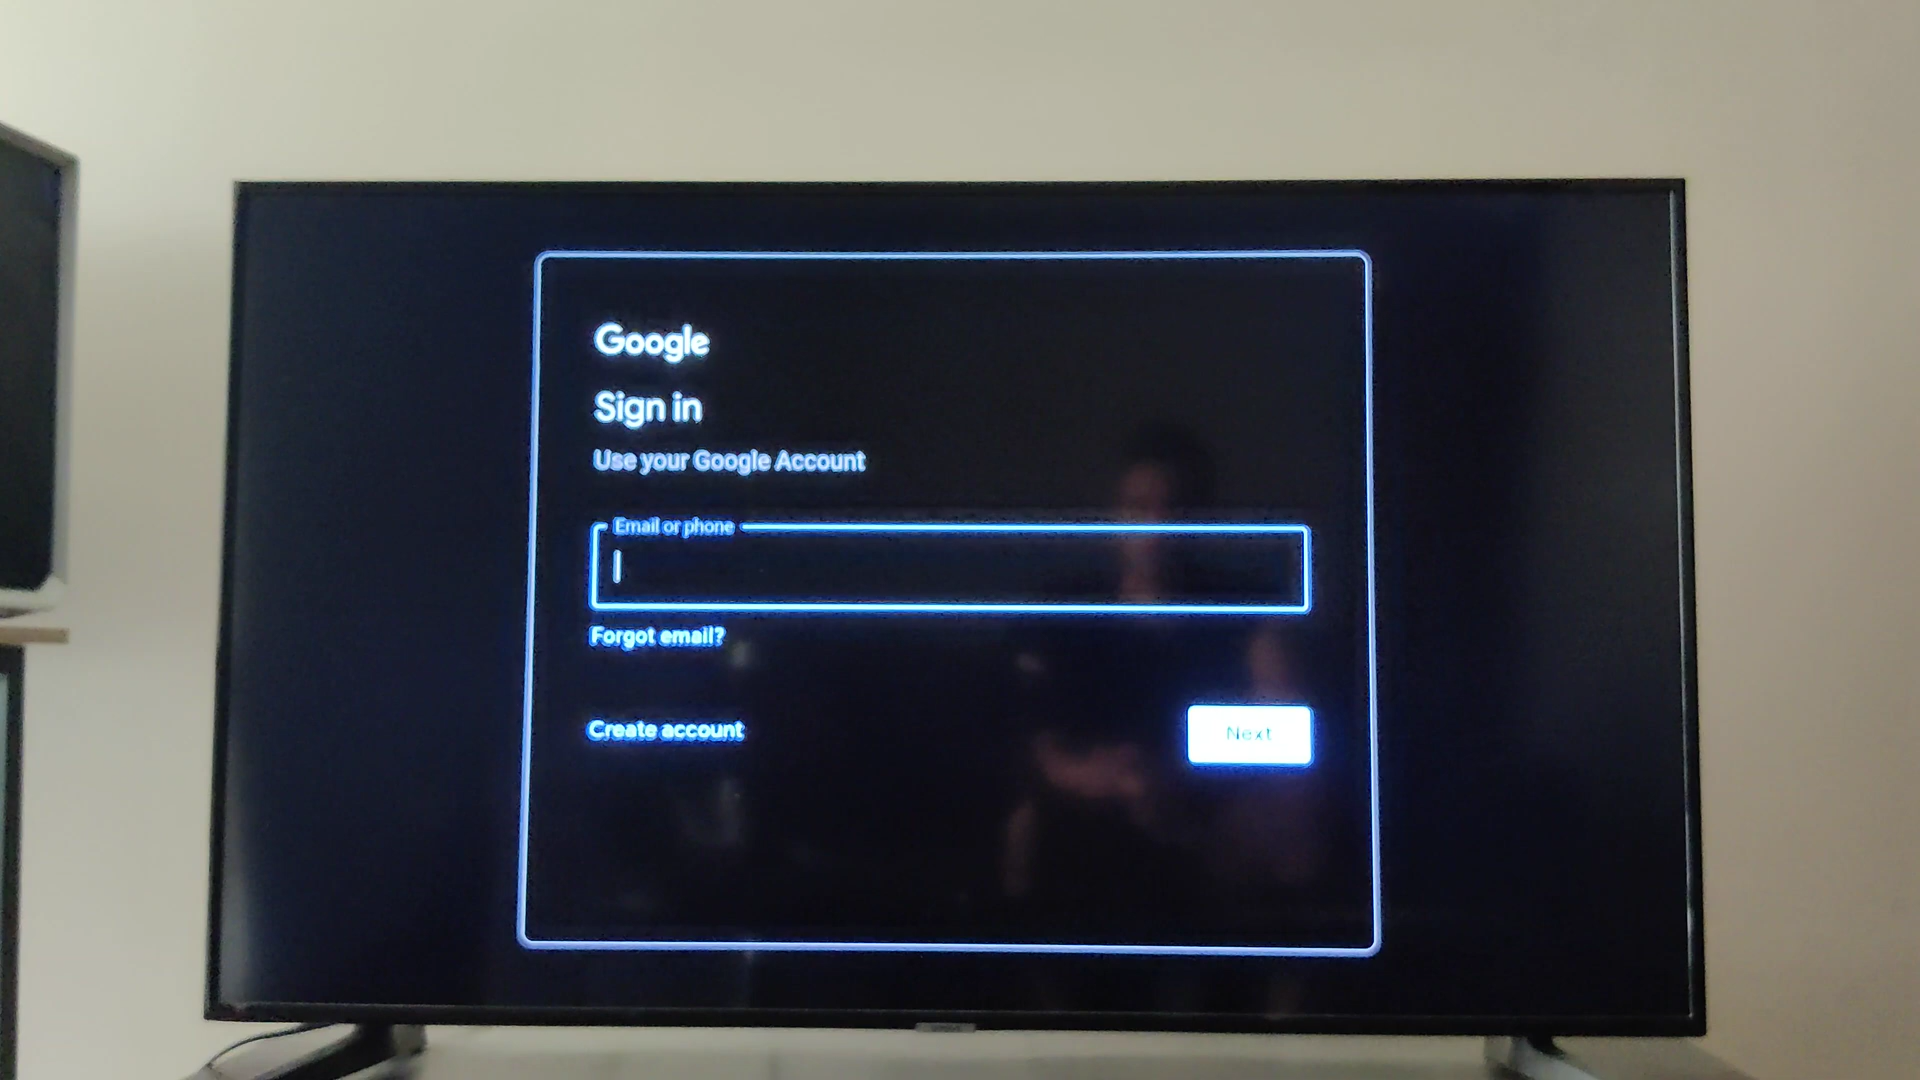 Google
Sign in
Use your Google Account
Email or phone
Forgot email?
Create account
Next